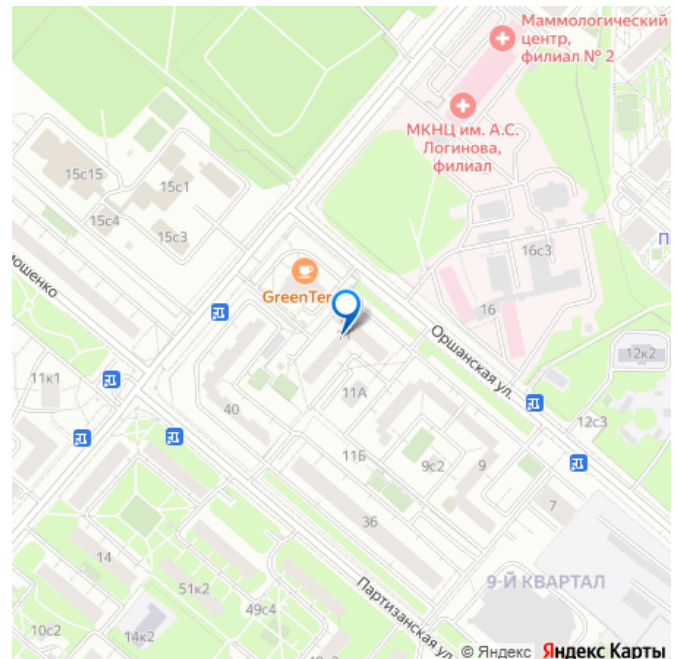 Маммологический
центр,
филиал № 2
МКНЦ им. А.С.
Логинова,
филиал
15с15
15с1
15с4
15с3
16с3
П
мошенко
GreenTer
16
Оршанская ул.
12к2
11к1
11А
40
12с3
11Б
9с2
9
7
36
14
9-Й КВАРТАЛ
51к2
Партизанская ул.
49с4
10с2
14к2
© Яндекс Яндекс Карты